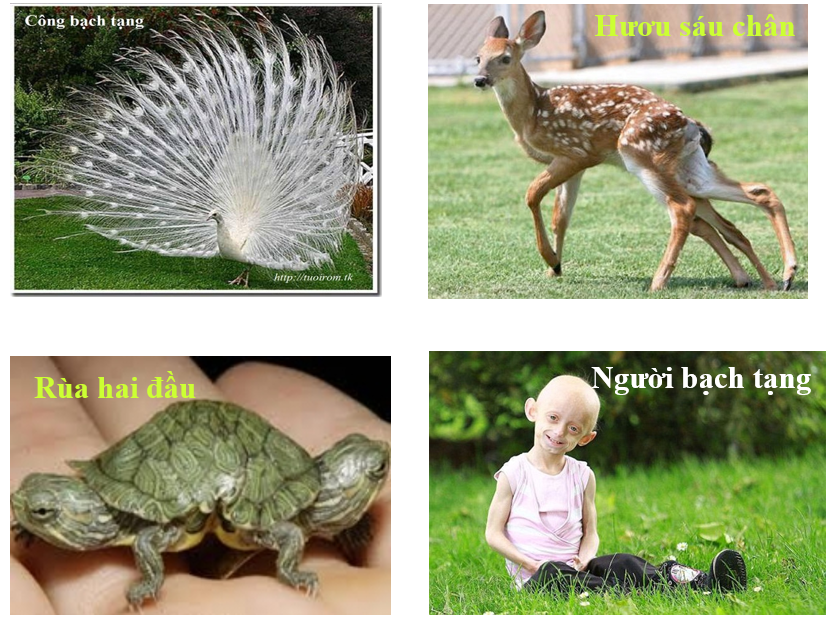 Công bạch tạng
Hươu sáu chân
http://tuoirom.tk
Rùa hai đầu
Người bạch tạng